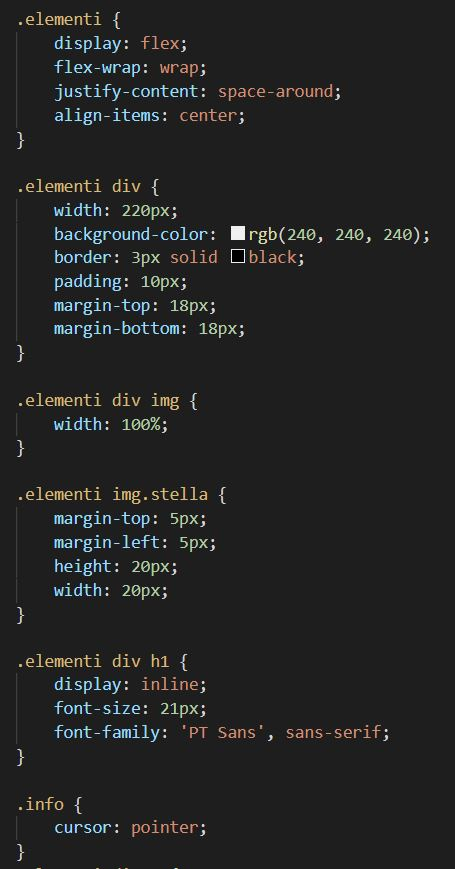 .elementi {
    display: flex;
    flex-wrap: wrap;
    justify-content: space-around;
    align-items: center;
}

.elementi div {
    width: 220px;
    background-color: rgb(240, 240, 240);
    border: 3px solid black;
    padding: 10px;
    margin-top: 18px;
    margin-bottom: 18px;
}

.elementi div img {
    width: 100%;
}

.elementi img.stella {
    margin-top: 5px;
    margin-left: 5px;
    height: 20px;
    width: 20px;
}

.elementi div h1 {
    display: inline;
    font-size: 21px;
    font-family: 'PT Sans', sans-serif;
}

.info {
    cursor: pointer;
}